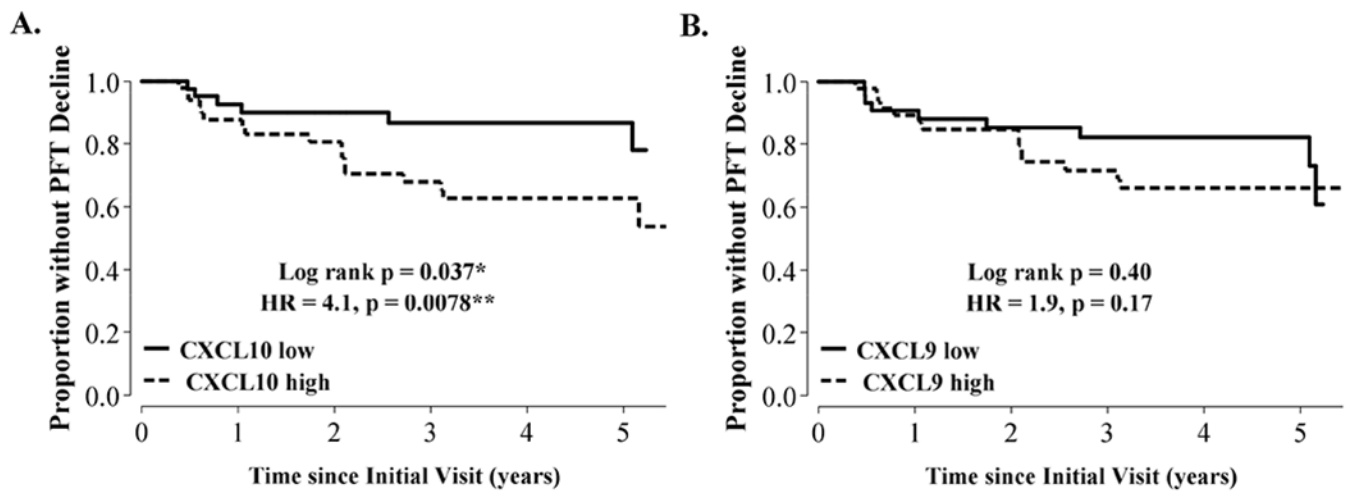 A.
Proportion without PFT Decline
1.0
0.8
0.6
0.4
0.2
0.0
Log rank p = 0.037*
HR = 4.1, p = 0.0078**
CXCL10 low
CXCL10 high
0 1 2 3 4 5
Time since Initial Visit (years)
B.
Proportion without PFT Decline
1.0
0.8
0.6
0.4
0.2
0.0
Log rank p = 0.40
HR = 1.9, p = 0.17
CXCL9 low
CXCL9 high
0 1 2 3 4 5
Time since Initial Visit (years)